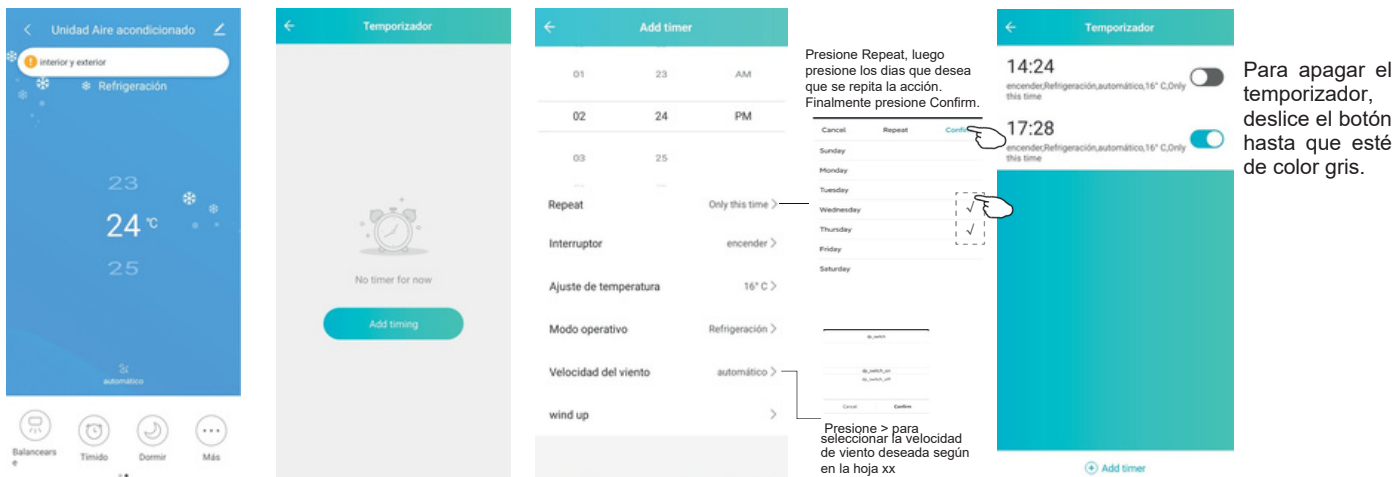 Unidad Aire acondicionado
interior y exterior
Refrigeración
23
24 °C
25
automático
Balancearse
Tímido
Dormir
Más
Temporizador
No timer for now
Add timing
Add timer
01 23 AM
02 24 PM
03 25
Repeat Only this time >
Interruptor encender >
Ajuste de temperatura 16° C >
Modo operativo Refrigeración >
Velocidad del viento automático >
wind up >
Presione Repeat, luego
presione los dias que desea
que se repita la acción.
Finalmente presione Confirm.
Cancel Repeat Confir
Sunday
Monday
Tuesday
Wednesday √
Thursday √
Friday
Saturday
dp_switch
dp_switch_on
dp_switch_off
Cancel Confirm
Presione > para
seleccionar la velocidad
de viento deseada según
en la hoja xx
Temporizador
14:24
encender,Refrigeración,automático,16° C,Only
this time
17:28
encender,Refrigeración,automático,16° C,Only
this time
Add timer
Para apagar el
temporizador,
deslice el botón
hasta que esté
de color gris.